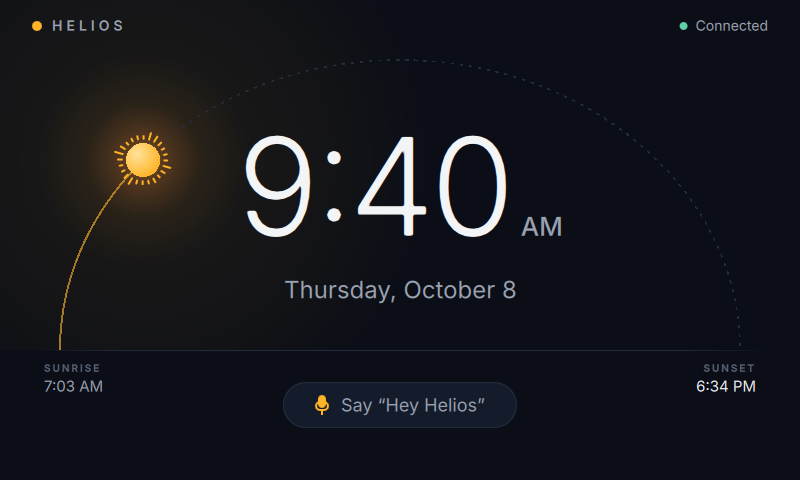 HELIOS
Connected
9:40 AM
Thursday, October 8
SUNRISE
7:03 AM
SUNSET
6:34 PM
Say “Hey Helios”